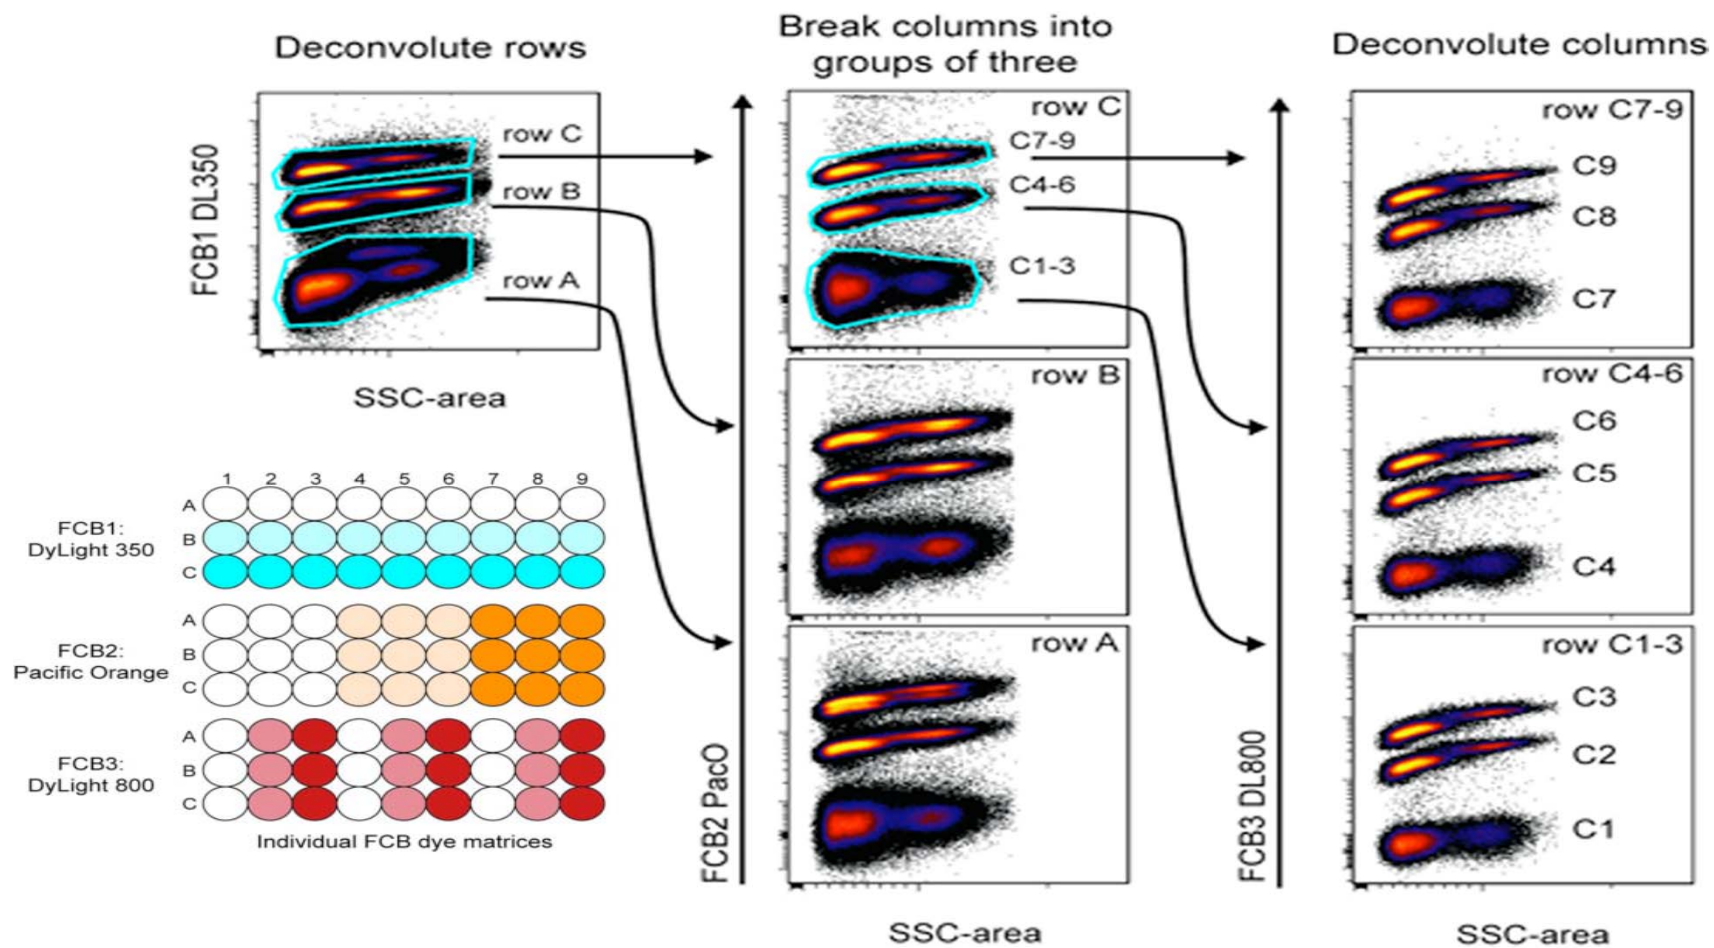 Deconvolute rows
FCB1 DL350
row C
row B
row A
SSC-area
Break columns into
groups of three
FCB2 PacO
row C
C7-9
C4-6
C1-3
row B
row A
SSC-area
Deconvolute columns
FCB3 DL800
row C7-9
C9
C8
C7
row C4-6
C6
C5
C4
row C1-3
C3
C2
C1
SSC-area
1 2 3 4 5 6 7 8 9
FCB1:
DyLight 350
A
B
C
FCB2:
Pacific Orange
A
B
C
FCB3:
DyLight 800
A
B
C
Individual FCB dye matrices